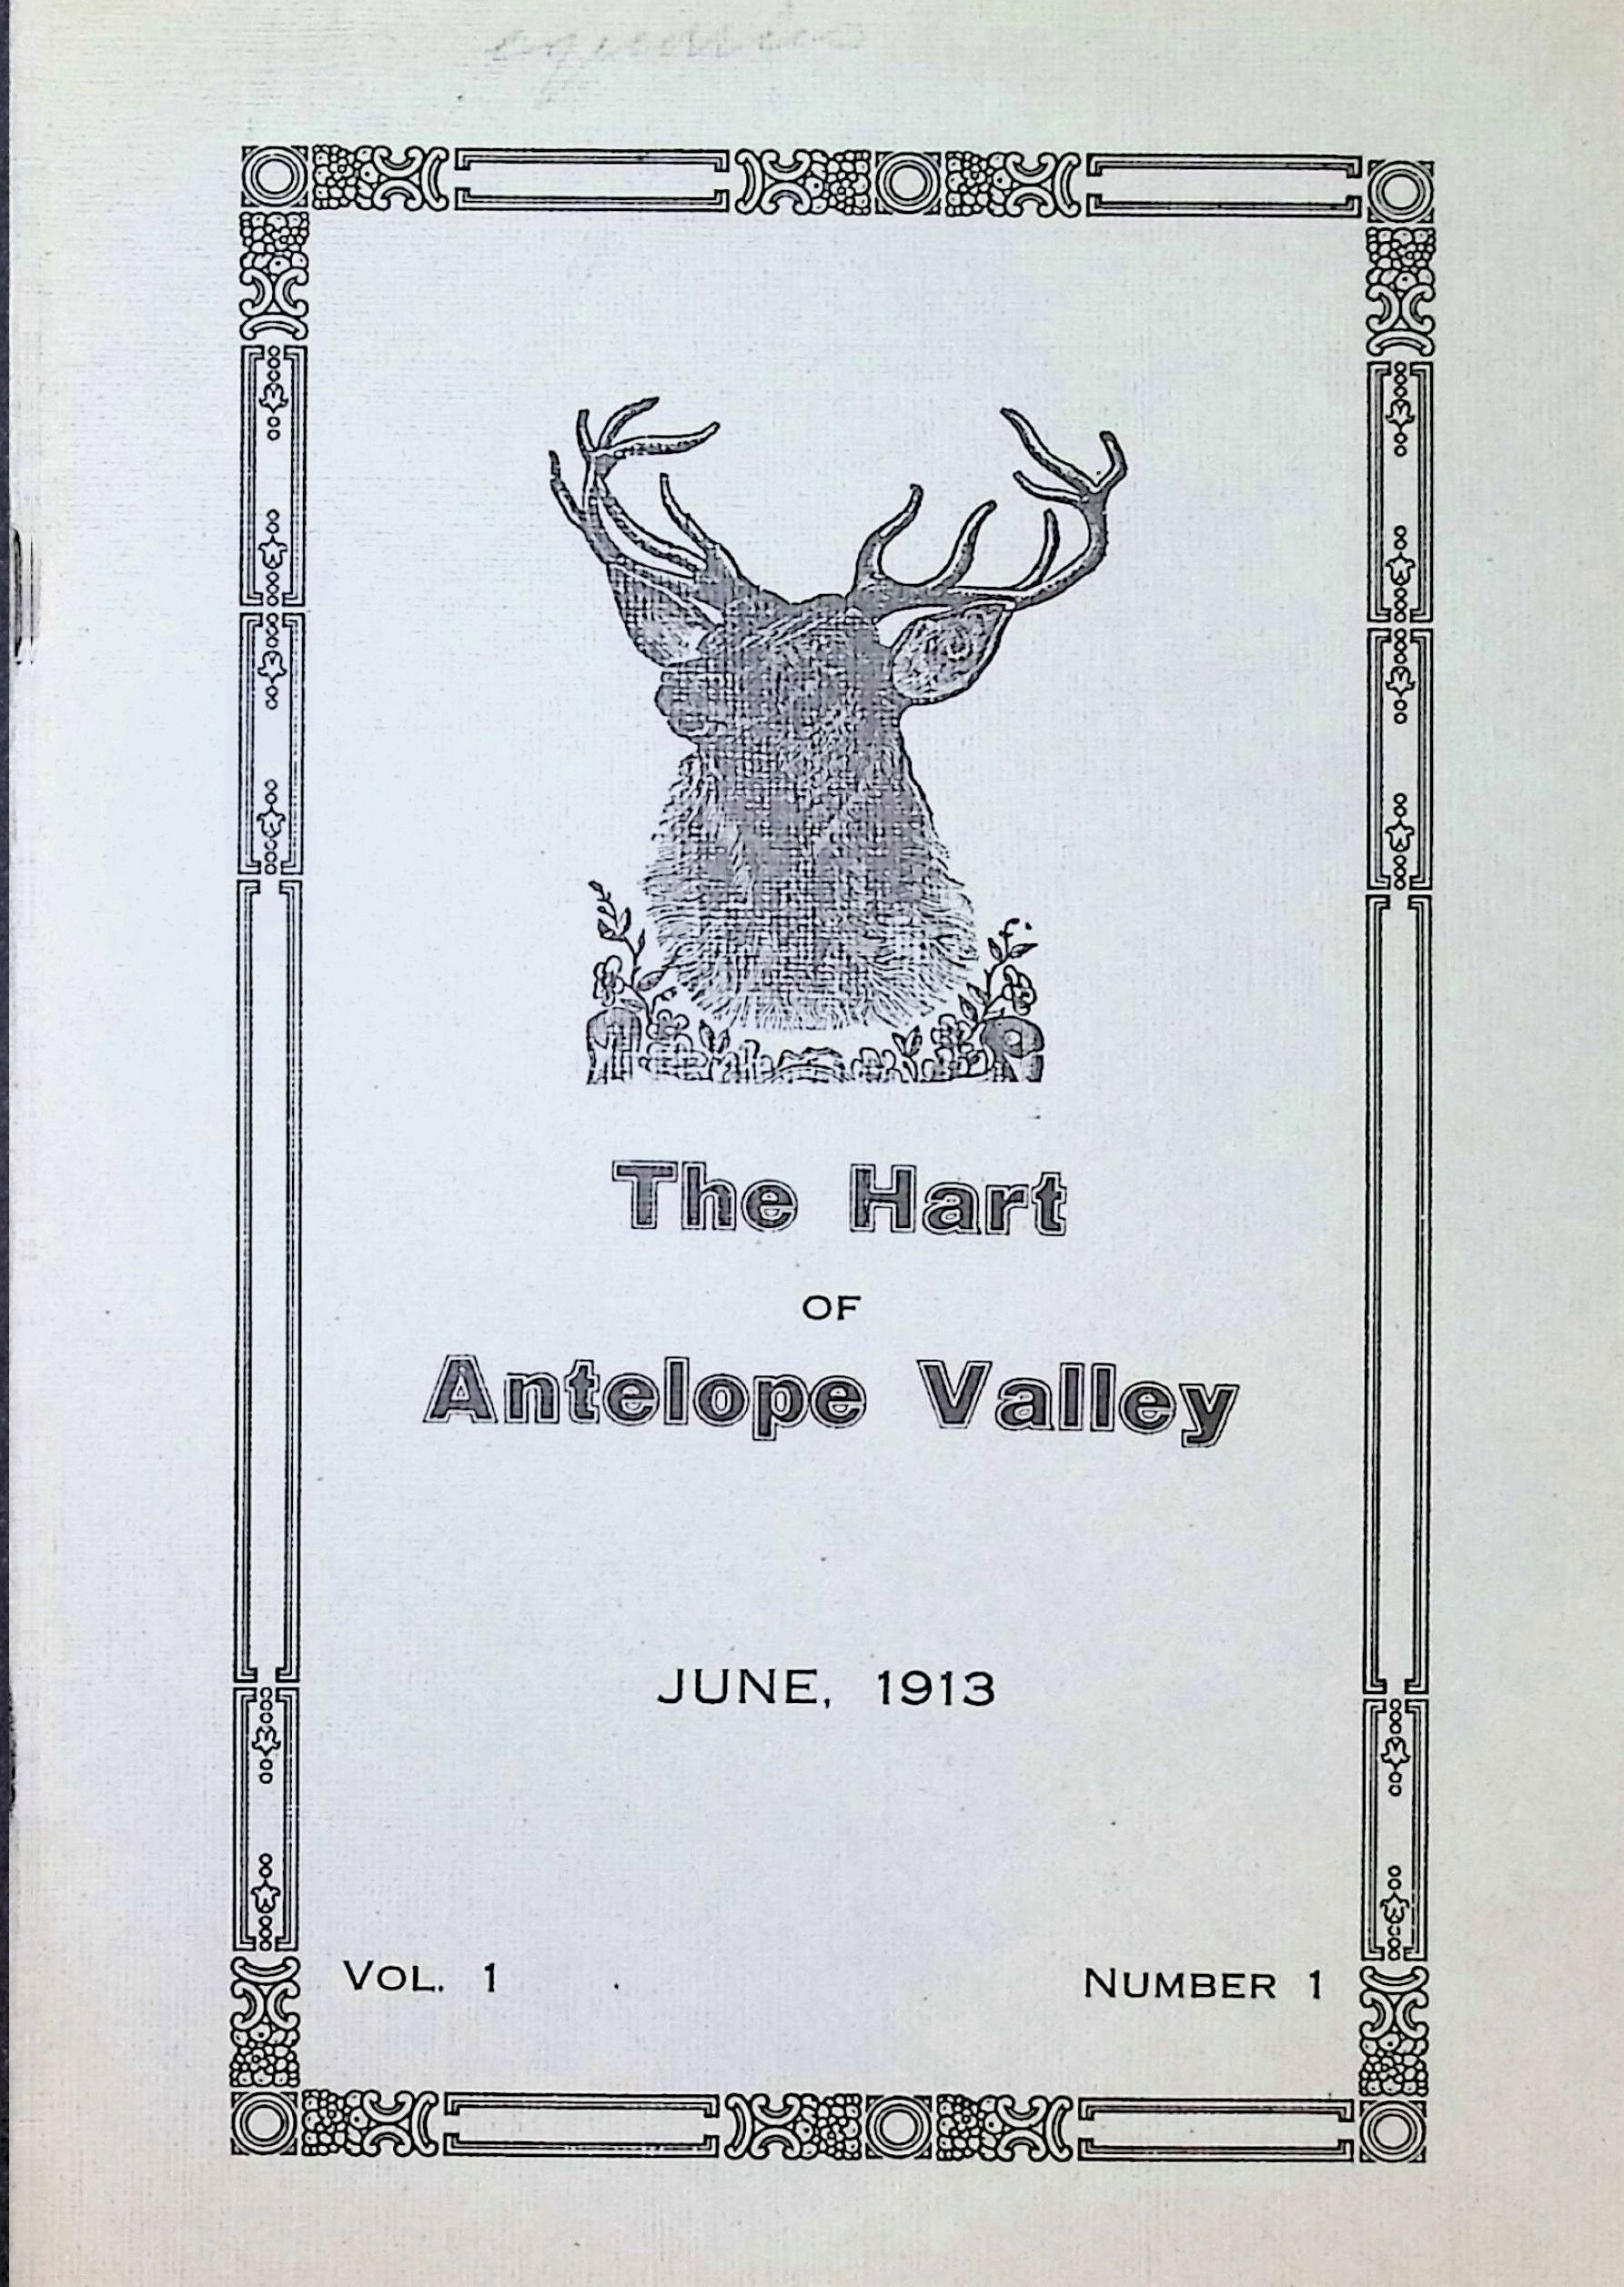 The Hart
OF
Antelope Valley
JUNE, 1913
VOL. 1
NUMBER 1